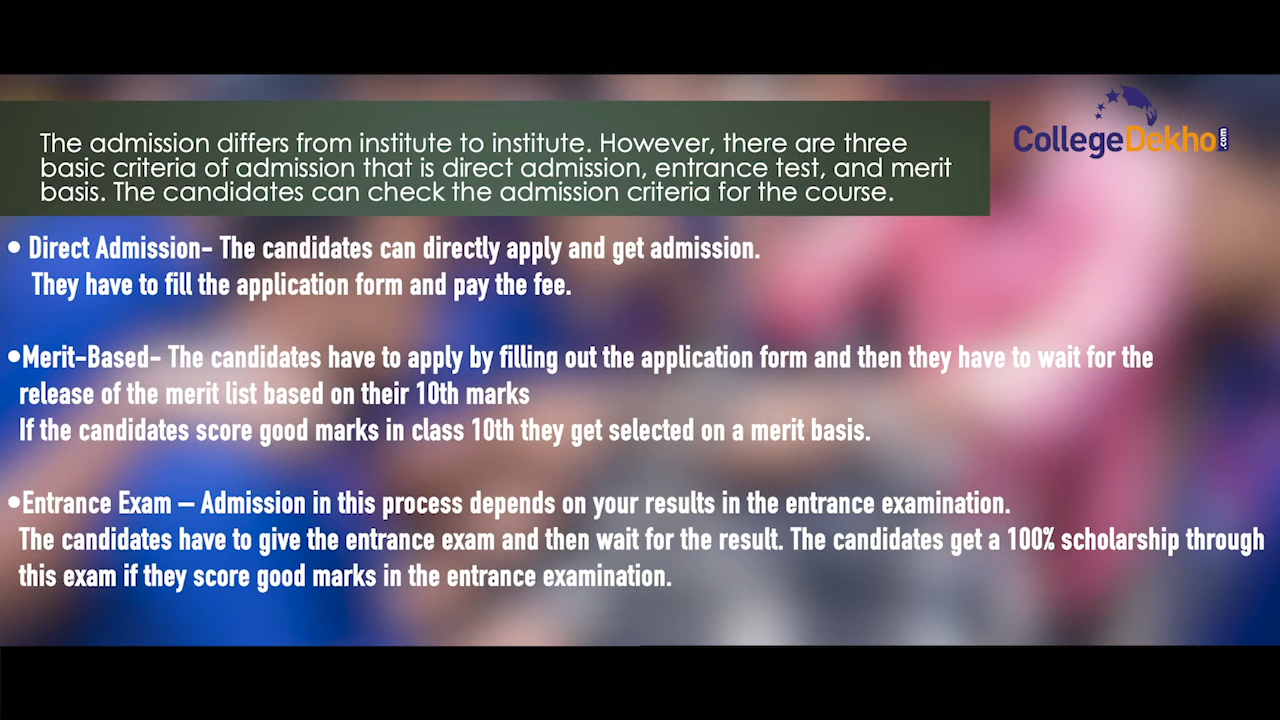 The admission differs from institute to institute. However, there are three
basic criteria of admission that is direct admission, entrance test, and merit
basis. The candidates can check the admission criteria for the course.
CollegeDekho.com
• Direct Admission- The candidates can directly apply and get admission.
They have to fill the application form and pay the fee.
•Merit-Based- The candidates have to apply by filling out the application form and then they have to wait for the
release of the merit list based on their 10th marks
If the candidates score good marks in class 10th they get selected on a merit basis.
•Entrance Exam – Admission in this process depends on your results in the entrance examination.
The candidates have to give the entrance exam and then wait for the result. The candidates get a 100% scholarship through
this exam if they score good marks in the entrance examination.